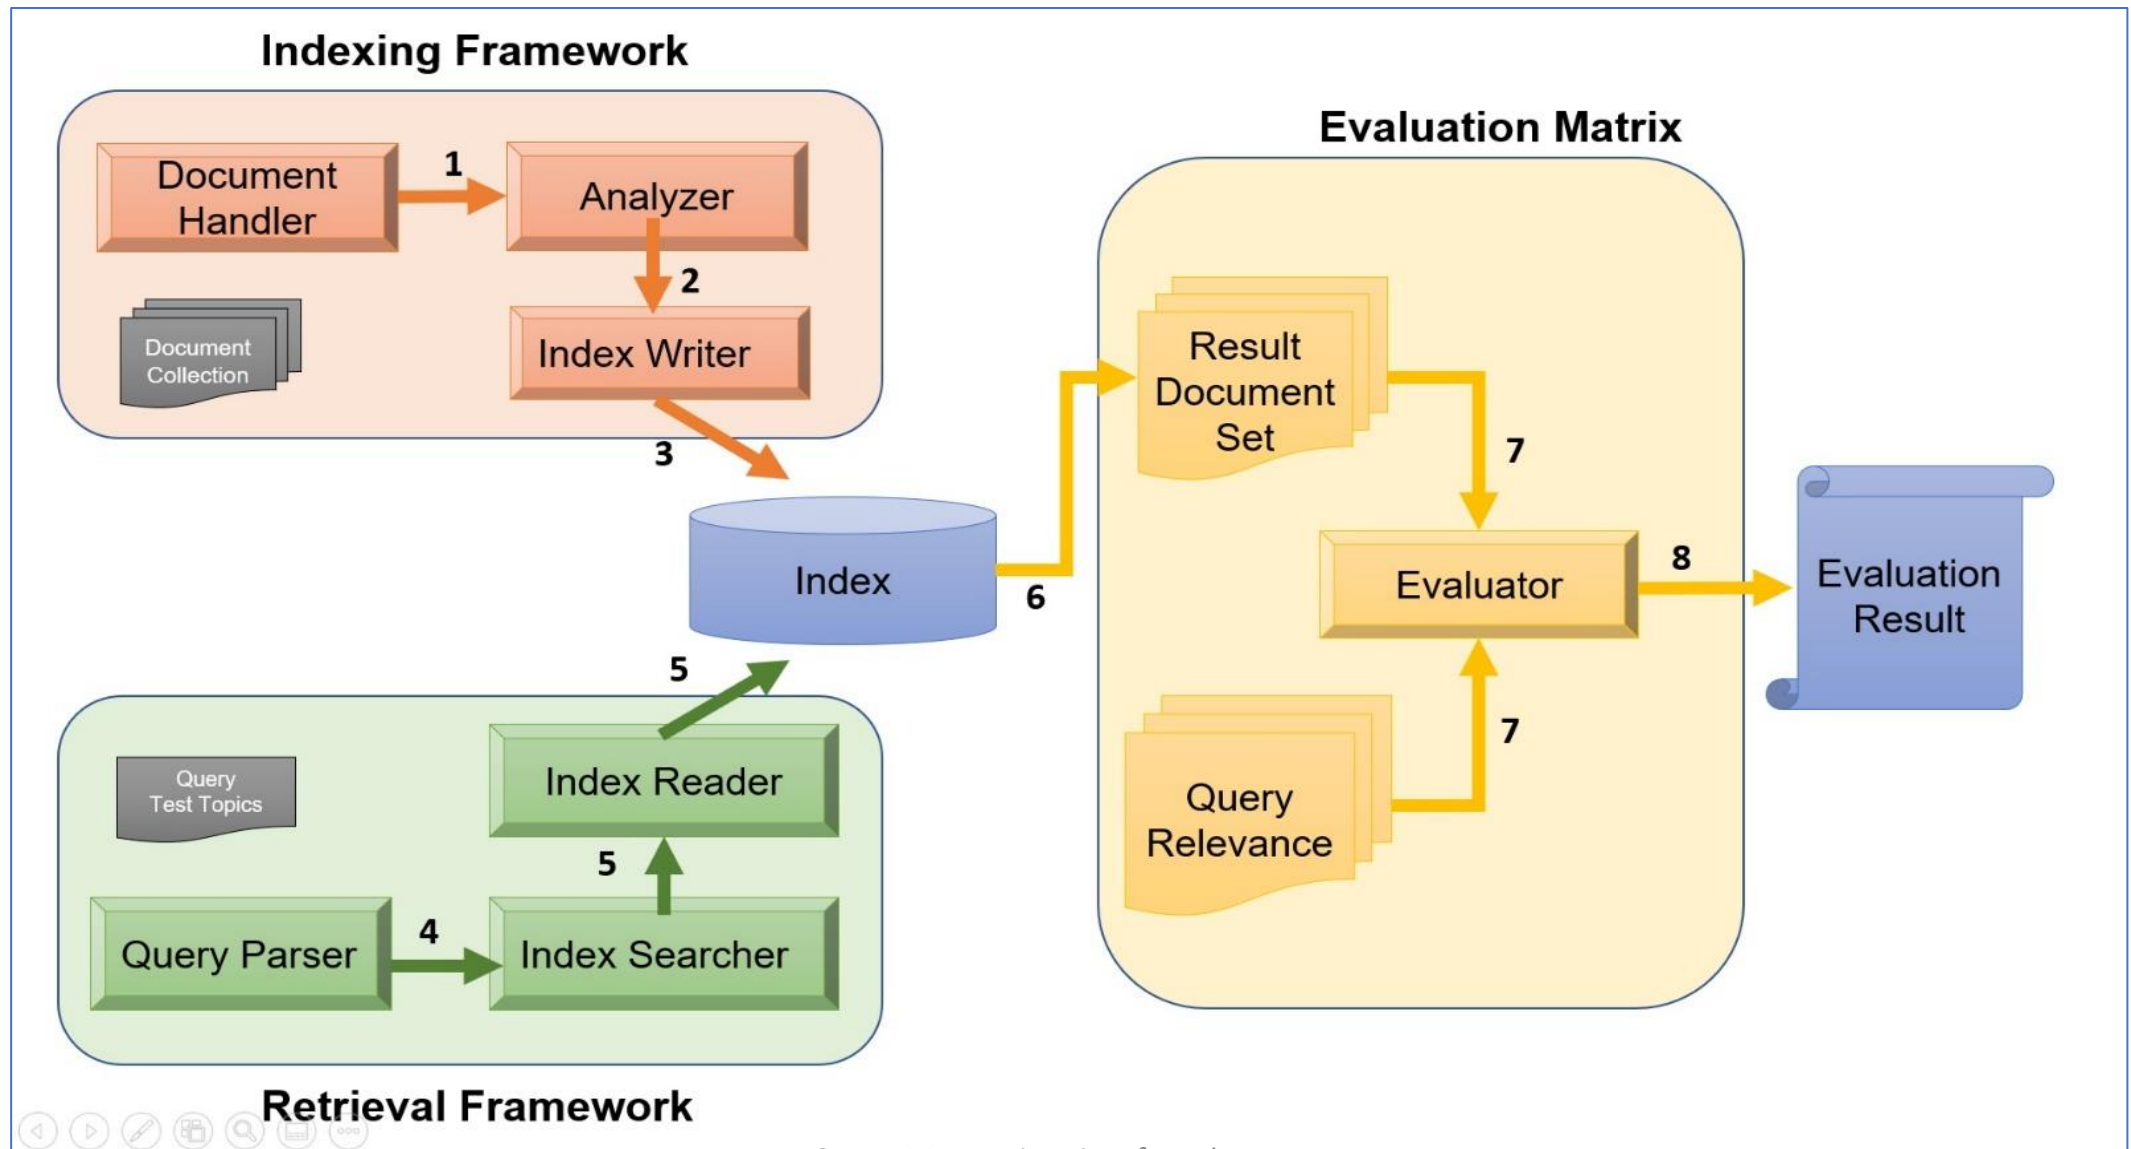 Indexing Framework
Document
Handler
1
Analyzer
2
Document
Collection
Index Writer
3
Index
6
5
Query
Test Topics
Index Reader
5
Query Parser
4
Index Searcher
Retrieval Framework
Evaluation Matrix
Result
Document
Set
7
Evaluator
8
Evaluation
Result
7
Query
Relevance